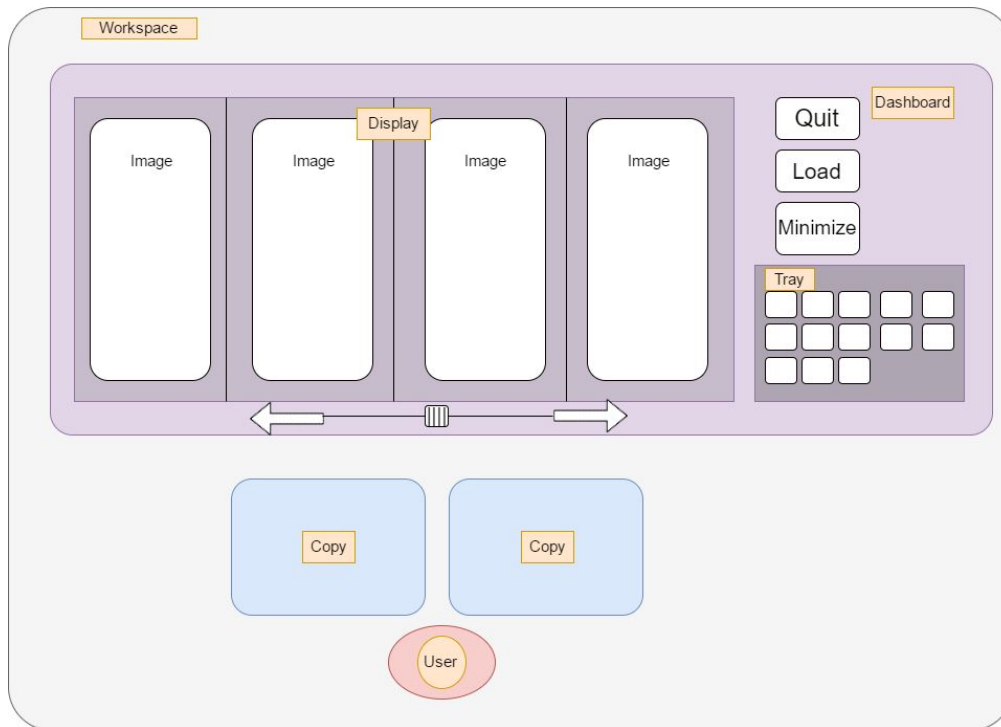 Workspace
Dashboard
Display
Image
Image
Image
Image
Quit
Load
Minimize
Tray
Copy
Copy
User